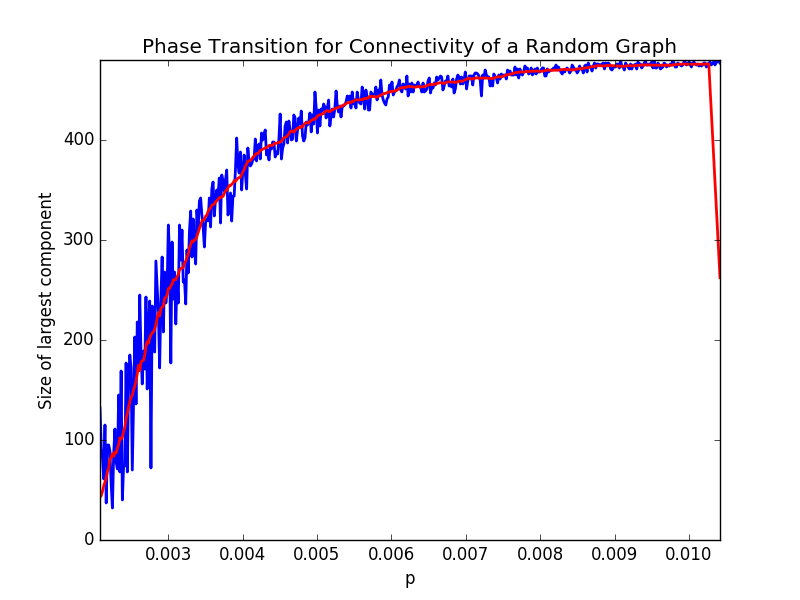 Phase Transition for Connectivity of a Random Graph
Size of largest component
400
300
200
100
0
0.003 0.004 0.005 0.006 0.007 0.008 0.009 0.010
p